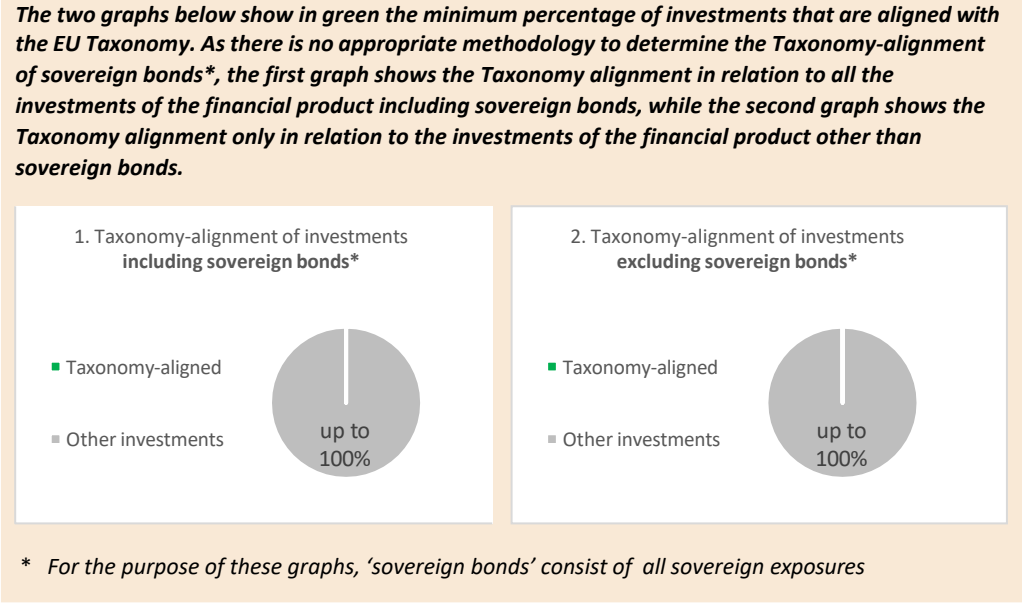 The two graphs below show in green the minimum percentage of investments that are aligned with
the EU Taxonomy. As there is no appropriate methodology to determine the Taxonomy-alignment
of sovereign bonds*, the first graph shows the Taxonomy alignment in relation to all the
investments of the financial product including sovereign bonds, while the second graph shows the
Taxonomy alignment only in relation to the investments of the financial product other than
sovereign bonds.
1. Taxonomy-alignment of investments
including sovereign bonds*
Taxonomy-aligned
Other investments
up to
100%
2. Taxonomy-alignment of investments
excluding sovereign bonds*
Taxonomy-aligned
Other investments
up to
100%
* For the purpose of these graphs, ‘sovereign bonds’ consist of all sovereign exposures